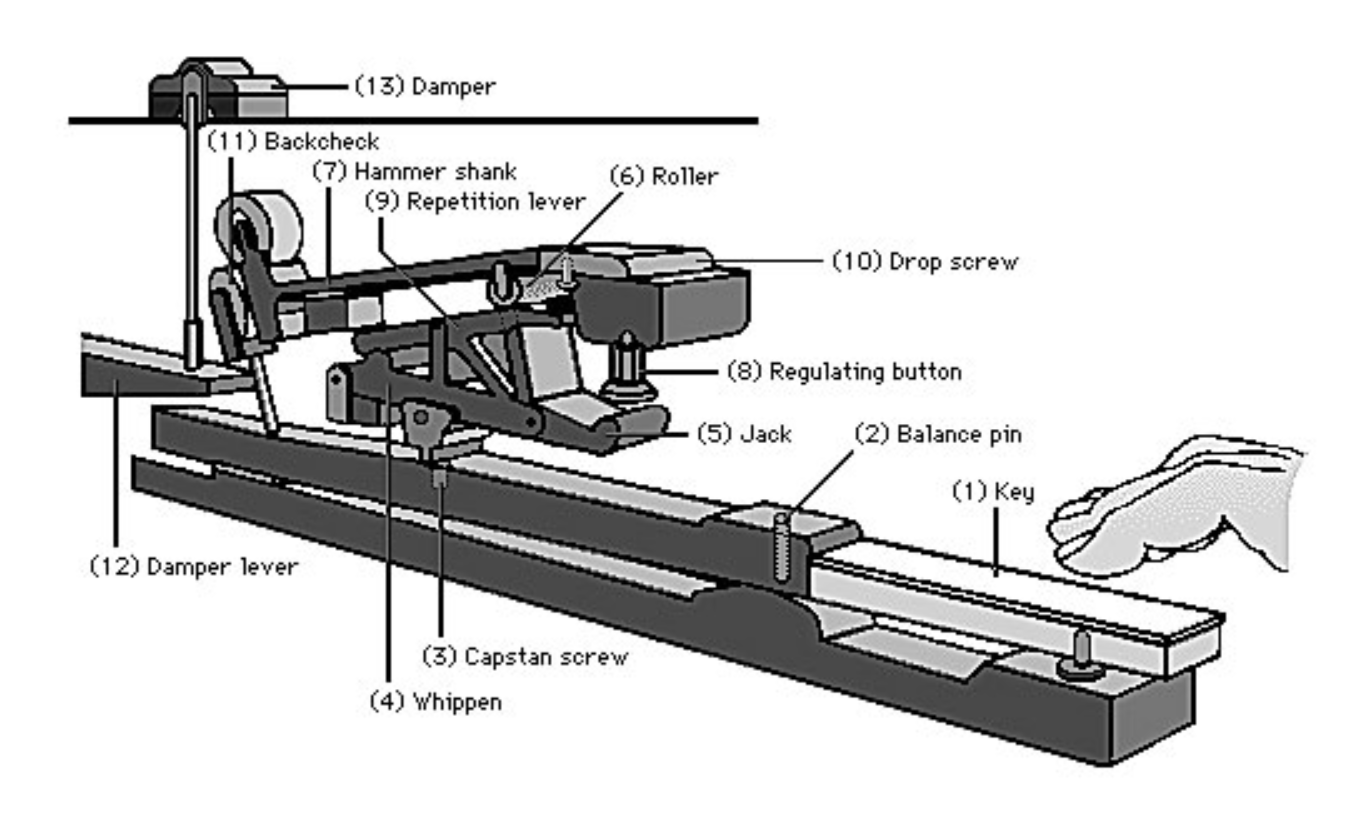 (13) Damper
(11) Backcheck
(7) Hammer shank
(6) Roller
(9) Repetition lever
(10) Drop screw
(8) Regulating button
(5) Jack
(2) Balance pin
(1) Key
(12) Damper lever
(3) Capstan screw
(4) Whippen